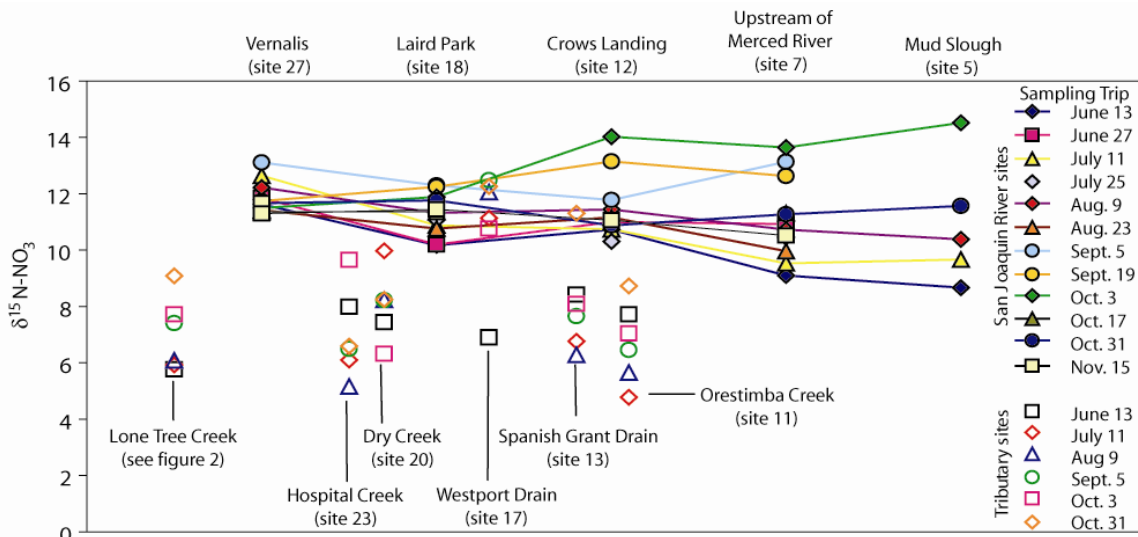 Vernalis
(site 27)
Laird Park
(site 18)
Crows Landing
(site 12)
Upstream of
Merced River
(site 7)
Mud Slough
(site 5)
δ¹⁵N-NO₃
16
14
12
10
8
6
4
2
0
Sampling Trip
San Joaquin River sites
June 13
June 27
July 11
July 25
Aug. 9
Aug. 23
Sept. 5
Sept. 19
Oct. 3
Oct. 17
Oct. 31
Nov. 15
Tributary sites
June 13
July 11
Aug 9
Sept. 5
Oct. 3
Oct. 31
Lone Tree Creek
(see figure 2)
Hospital Creek
(site 23)
Dry Creek
(site 20)
Westport Drain
(site 17)
Spanish Grant Drain
(site 13)
Orestimba Creek
(site 11)